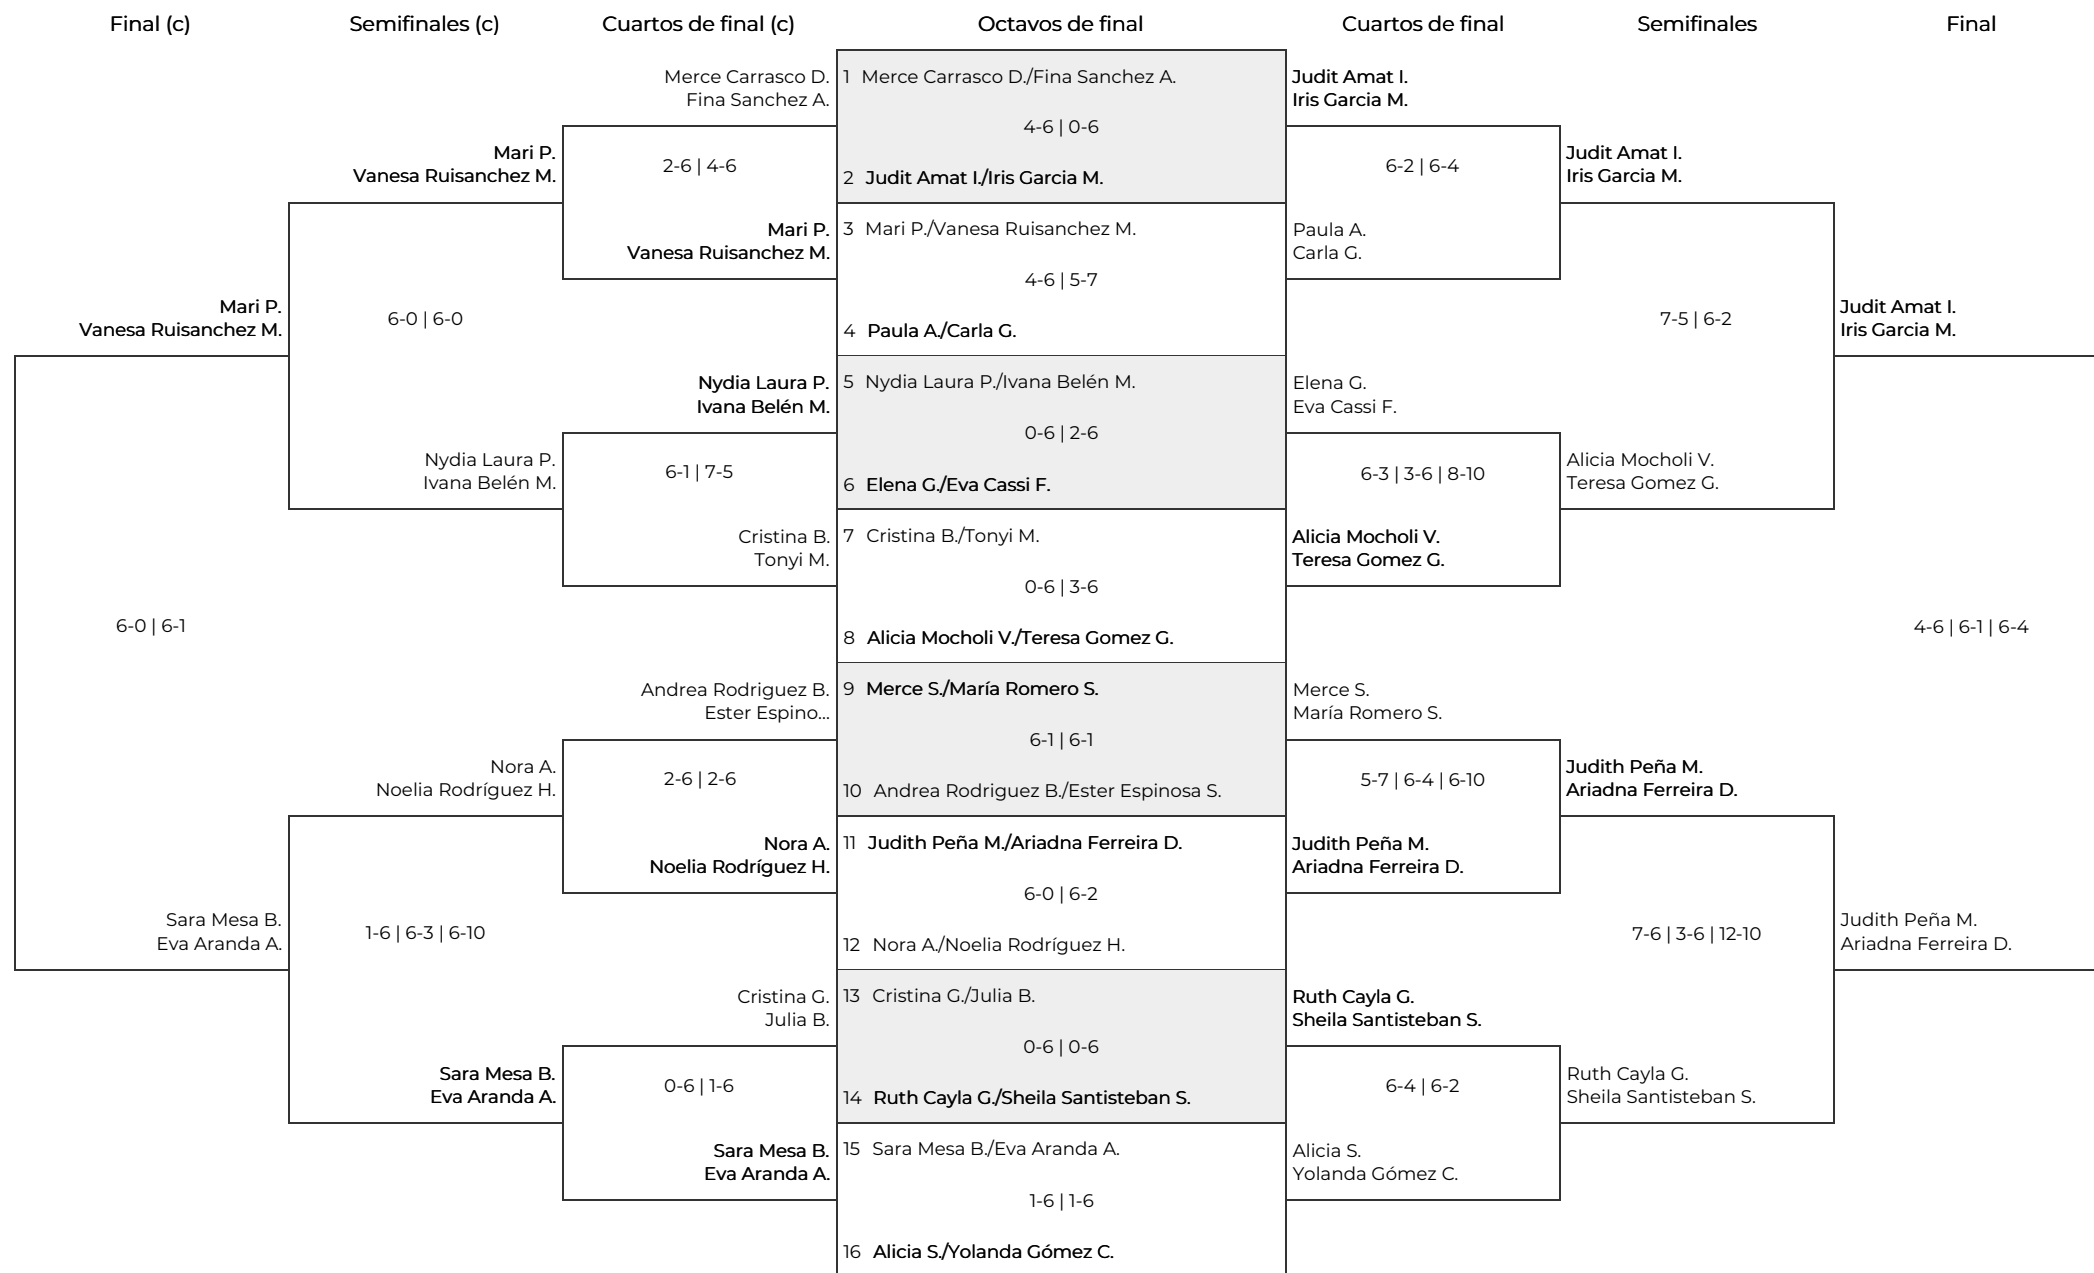 Final (c)
Semifinales (c)
Cuartos de final (c)
Octavos de final
Cuartos de final
Semifinales
Final
Mari P.
Vanesa Ruisanchez M.
6-0 | 6-1
Sara Mesa B.
Eva Aranda A.
Mari P.
Vanesa Ruisanchez M.
6-0 | 6-0
Nydia Laura P.
Ivana Belén M.
Nora A.
Noelia Rodríguez H.
1-6 | 6-3 | 6-10
Sara Mesa B.
Eva Aranda A.
Merce Carrasco D.
Fina Sanchez A.
2-6 | 4-6
Mari P.
Vanesa Ruisanchez M.
Nydia Laura P.
Ivana Belén M.
6-1 | 7-5
Cristina B.
Tonyi M.
Andrea Rodriguez B.
Ester Espino...
2-6 | 2-6
Nora A.
Noelia Rodríguez H.
Cristina G.
Julia B.
0-6 | 1-6
Sara Mesa B.
Eva Aranda A.
1 Merce Carrasco D./Fina Sanchez A.
4-6 | 0-6
2 Judit Amat I./Iris Garcia M.
3 Mari P./Vanesa Ruisanchez M.
4-6 | 5-7
4 Paula A./Carla G.
5 Nydia Laura P./Ivana Belén M.
0-6 | 2-6
6 Elena G./Eva Cassi F.
7 Cristina B./Tonyi M.
0-6 | 3-6
8 Alicia Mocholi V./Teresa Gomez G.
9 Merce S./María Romero S.
6-1 | 6-1
10 Andrea Rodriguez B./Ester Espinosa S.
11 Judith Peña M./Ariadna Ferreira D.
6-0 | 6-2
12 Nora A./Noelia Rodríguez H.
13 Cristina G./Julia B.
0-6 | 0-6
14 Ruth Cayla G./Sheila Santisteban S.
15 Sara Mesa B./Eva Aranda A.
1-6 | 1-6
16 Alicia S./Yolanda Gómez C.
Judit Amat I.
Iris Garcia M.
6-2 | 6-4
Paula A.
Carla G.
Elena G.
Eva Cassi F.
6-3 | 3-6 | 8-10
Alicia Mocholi V.
Teresa Gomez G.
Merce S.
María Romero S.
5-7 | 6-4 | 6-10
Judith Peña M.
Ariadna Ferreira D.
Ruth Cayla G.
Sheila Santisteban S.
6-4 | 6-2
Alicia S.
Yolanda Gómez C.
Judit Amat I.
Iris Garcia M.
7-5 | 6-2
Alicia Mocholi V.
Teresa Gomez G.
Judith Peña M.
Ariadna Ferreira D.
7-6 | 3-6 | 12-10
Ruth Cayla G.
Sheila Santisteban S.
Judit Amat I.
Iris Garcia M.
4-6 | 6-1 | 6-4
Judith Peña M.
Ariadna Ferreira D.